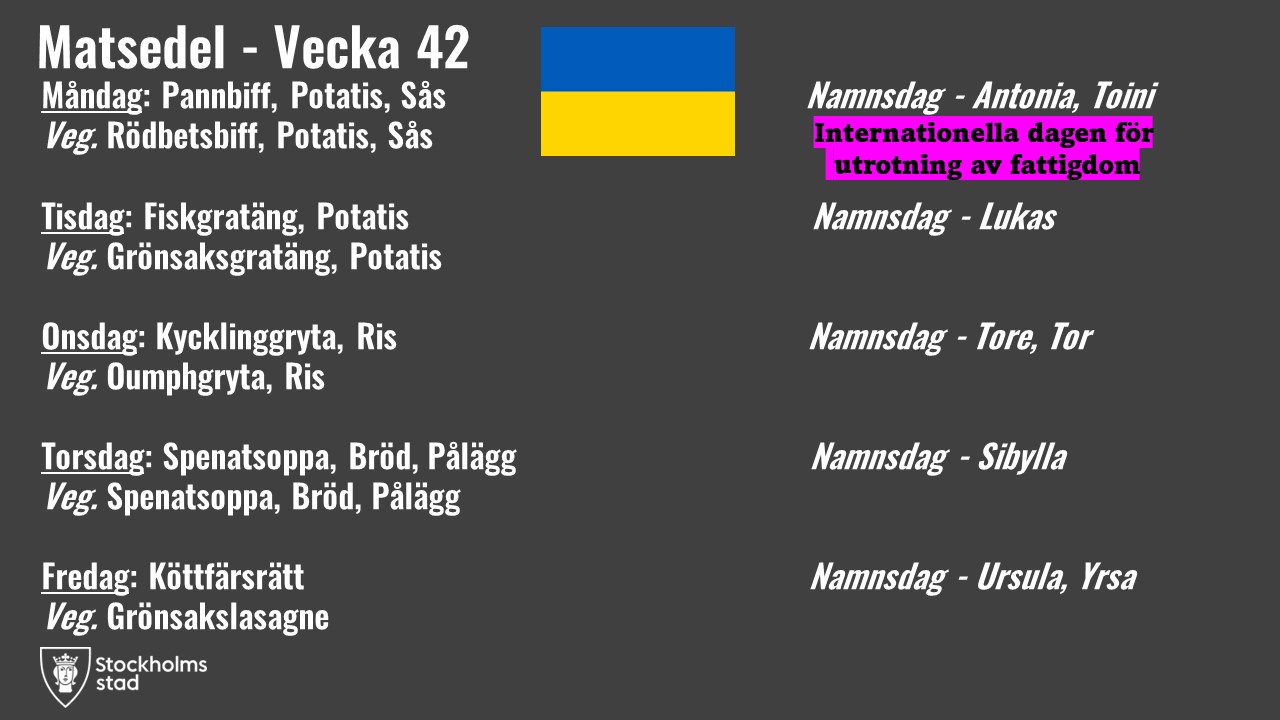 Matsedel - Vecka 42
Måndag: Pannbiff, Potatis, Sås
Veg. Rödbetsbiff, Potatis, Sås
Namnsdag - Antonia, Toini
Internationella dagen för
utrotning av fattigdom
Tisdag: Fiskgratäng, Potatis
Veg. Grönsaksgratäng, Potatis
Namnsdag - Lukas
Onsdag: Kycklinggryta, Ris
Veg. Oumphgryta, Ris
Namnsdag - Tore, Tor
Torsdag: Spenatsoppa, Bröd, Pålägg
Veg. Spenatsoppa, Bröd, Pålägg
Namnsdag - Sibylla
Fredag: Köttfärsrätt
Veg. Grönsakslasagne
Namnsdag - Ursula, Yrsa
Stockholms
stad